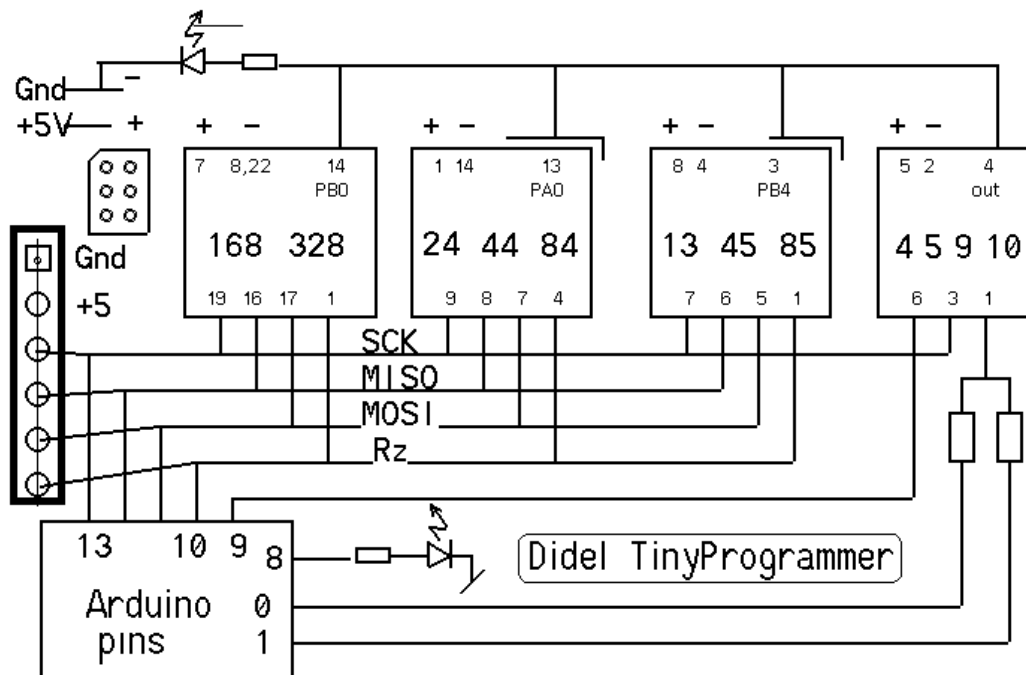 Gnd -
+5V + + - + - + - + -
7 8,22 14 1 14 13 8 4 3 5 2 4
PB0 PA0 PB4 out
168 328 24 44 84 13 45 85 4 5 9 10
Gnd
+5
19 16 17 1 9 8 7 4 7 6 5 1 6 3 1
SCK
MISO
MOSI
Rz
13 10 9 8
Didel TinyProgrammer
Arduino 0
pins 1